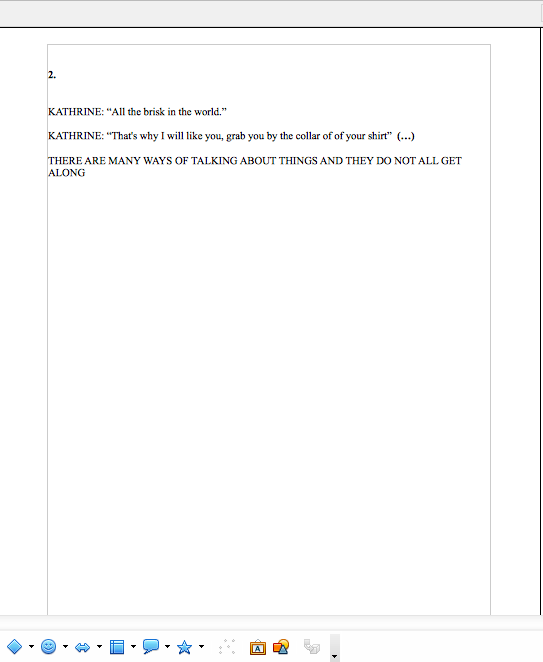 2.
KATHRINE: “All the brisk in the world.”
KATHRINE: “That's why I will like you, grab you by the collar of of your shirt” (...)
THERE ARE MANY WAYS OF TALKING ABOUT THINGS AND THEY DO NOT ALL GET
ALONG
A